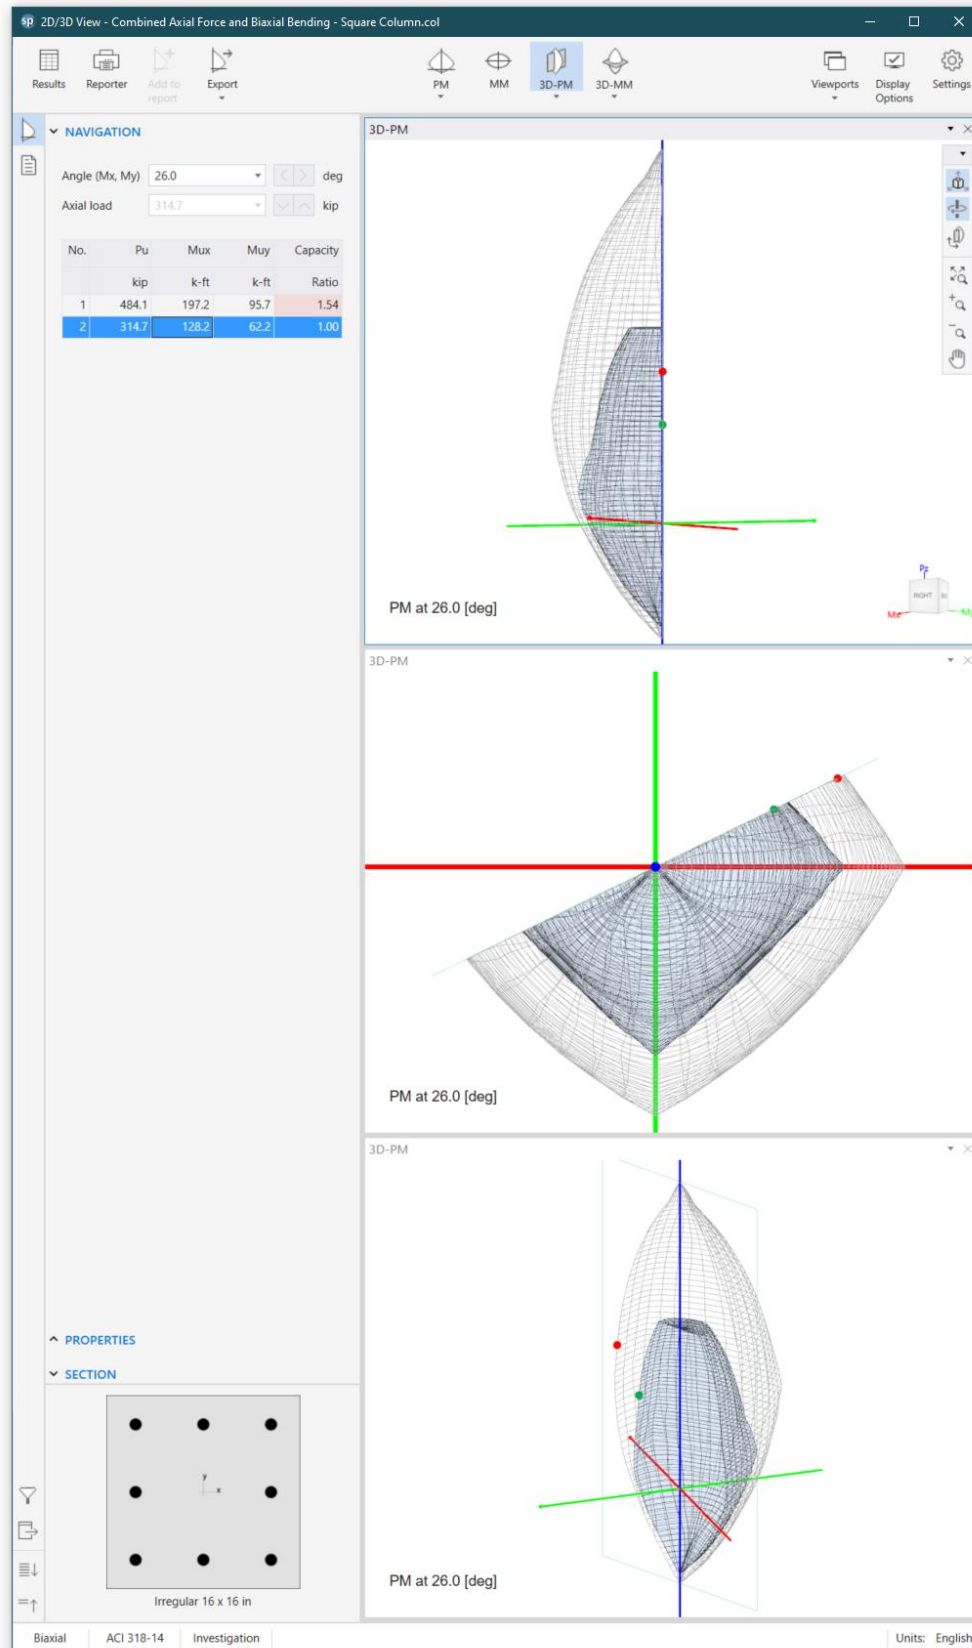 sp 2D/3D View - Combined Axial Force and Biaxial Bending - Square Column.col
Results Reporter Add to report Export PM MM 3D-PM 3D-MM Viewports Display Options Settings
NAVIGATION
Angle (Mx, My) 26.0 deg
Axial load 314.7 kip
No. Pu Mux Muy Capacity
kip k-ft k-ft Ratio
1 484.1 197.2 95.7 1.54
2 314.7 128.2 62.2 1.00
PROPERTIES
SECTION
y
x
Irregular 16 x 16 in
3D-PM
Pz
RIGHT
Mx
PM at 26.0 [deg]
3D-PM
PM at 26.0 [deg]
3D-PM
PM at 26.0 [deg]
Biaxial ACI 318-14 Investigation Units: English